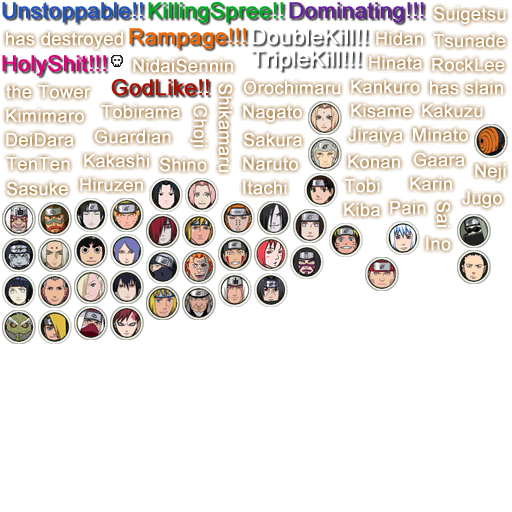 Unstoppable!! KillingSpree!! Dominating!!! Suigetsu
has destroyed Rampage!!! DoubleKill!! Hidan Tsunade
HolyShit!!! NidaiSennin TripleKill!!! Hinata RockLee
the Tower GodLike!! Orochimaru Kankuro has slain
Kimimaro Tobirama Choji Shikamaru Nagato Kisame Kakuzu
DeiDara Guardian Sakura Jiraiya Minato
TenTen Kakashi Shino Naruto Konan Gaara Neji
Sasuke Hiruzen Itachi Tobi Karin Jugo
Kiba Pain Sai
Ino